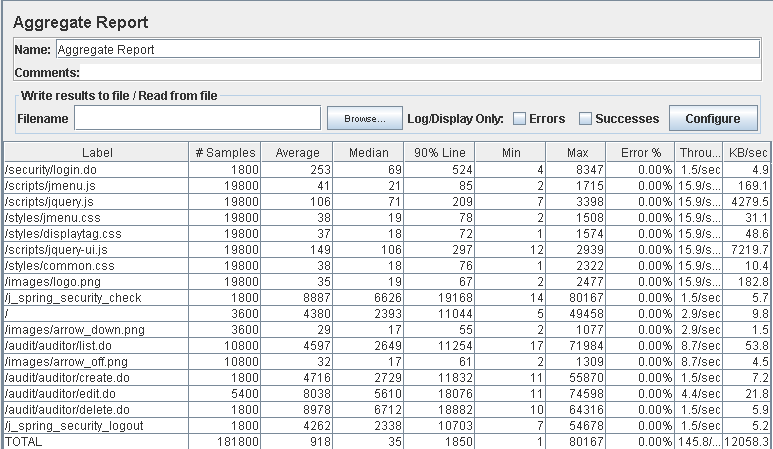 Aggregate Report
Name: Aggregate Report
Comments:
Write results to file / Read from file
Filename Browse... Log/Display Only: Errors Successes Configure
Label # Samples Average Median 90% Line Min Max Error % Throu... KB/sec
/security/login.do 1800 253 69 524 4 8347 0.00% 1.5/sec 4.9
/scripts/jmenu.js 19800 41 21 85 2 1715 0.00% 15.9/s... 169.1
/scripts/jquery.js 19800 106 71 209 7 3398 0.00% 15.9/s... 4279.5
/styles/jmenu.css 19800 38 19 78 2 1508 0.00% 15.9/s... 31.1
/styles/displaytag.css 19800 37 18 72 1 1574 0.00% 15.9/s... 48.6
/scripts/jquery-ui.js 19800 149 106 297 12 2939 0.00% 15.9/s... 7219.7
/styles/common.css 19800 38 18 76 1 2322 0.00% 15.9/s... 10.4
/images/logo.png 19800 35 19 67 2 2477 0.00% 15.9/s... 182.8
/j_spring_security_check 1800 8887 6626 19168 14 80167 0.00% 1.5/sec 5.7
/ 3600 4380 2393 11044 5 49458 0.00% 2.9/sec 9.8
/images/arrow_down.png 3600 29 17 55 2 1077 0.00% 2.9/sec 1.5
/audit/auditor/list.do 10800 4597 2649 11254 17 71984 0.00% 8.7/sec 53.8
/images/arrow_off.png 10800 32 17 61 2 1309 0.00% 8.7/sec 4.5
/audit/auditor/create.do 1800 4716 2729 11832 11 55870 0.00% 1.5/sec 7.2
/audit/auditor/edit.do 5400 8038 5610 18076 11 74598 0.00% 4.4/sec 21.8
/audit/auditor/delete.do 1800 8978 6712 18882 10 64316 0.00% 1.5/sec 5.9
/j_spring_security_logout 1800 4262 2338 10703 7 54678 0.00% 1.5/sec 5.2
TOTAL 181800 918 35 1850 1 80167 0.00% 145.8/... 12058.3